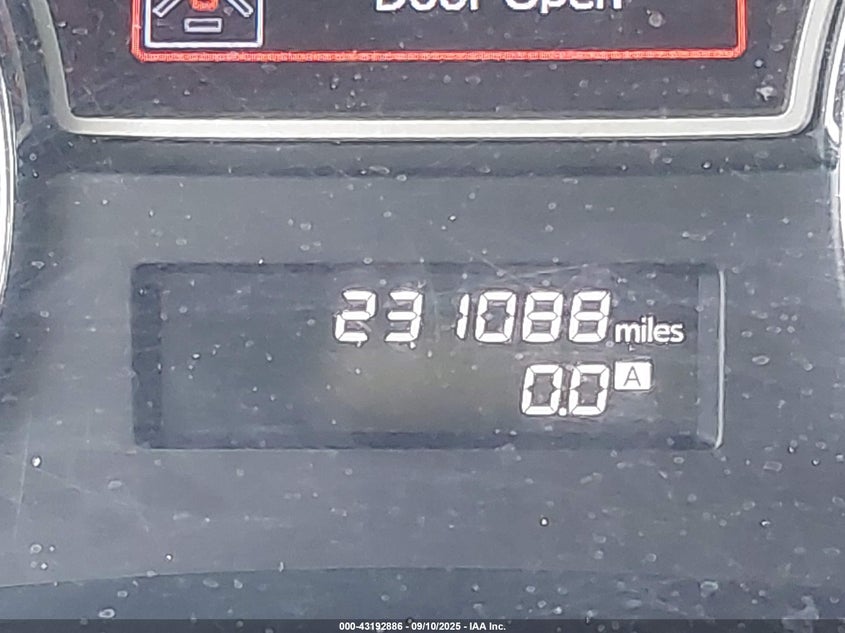 Door Open
231088 miles
0.0 A
000-43192886 - 09/10/2025 - IAA Inc.